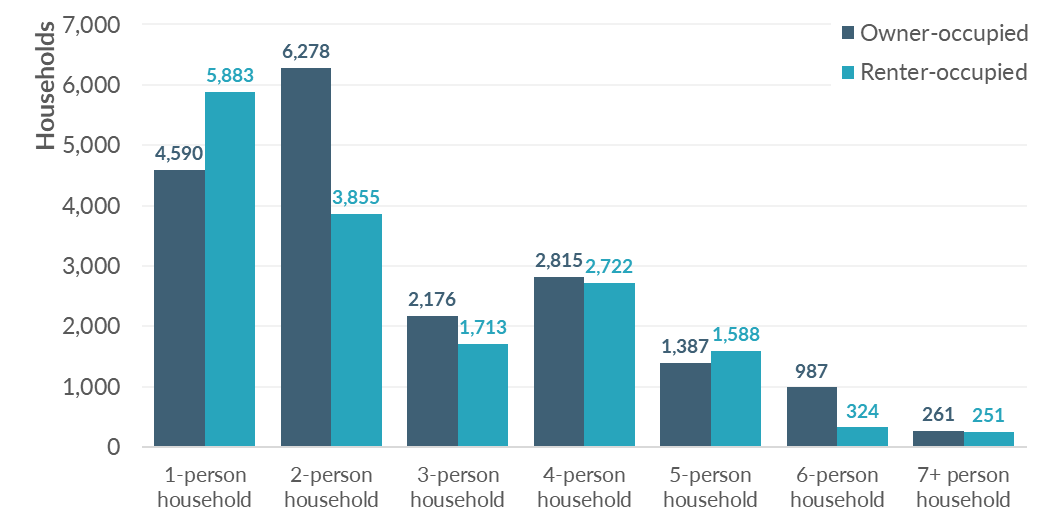 Households
7,000
6,000
5,000
4,000
3,000
2,000
1,000
0
Owner-occupied
Renter-occupied
4,590
5,883
6,278
3,855
2,176
1,713
2,815
2,722
1,387
1,588
987
324
261
251
1-person
household
2-person
household
3-person
household
4-person
household
5-person
household
6-person
household
7+ person
household